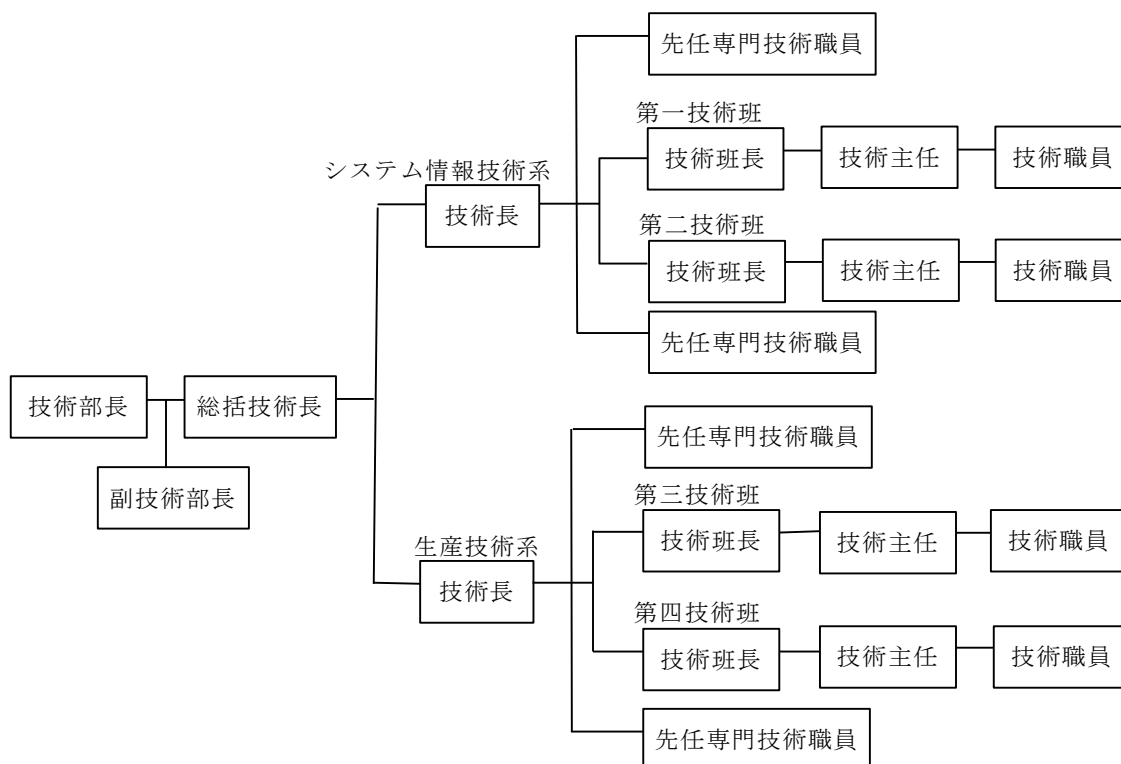 先任専門技術職員
第一技術班
技術班長
技術主任
技術職員
システム情報技術系
技術長
第二技術班
技術班長
技術主任
技術職員
先任専門技術職員
技術部長
総括技術長
副技術部長
先任専門技術職員
第三技術班
技術班長
技術主任
技術職員
生産技術系
技術長
第四技術班
技術班長
技術主任
技術職員
先任専門技術職員